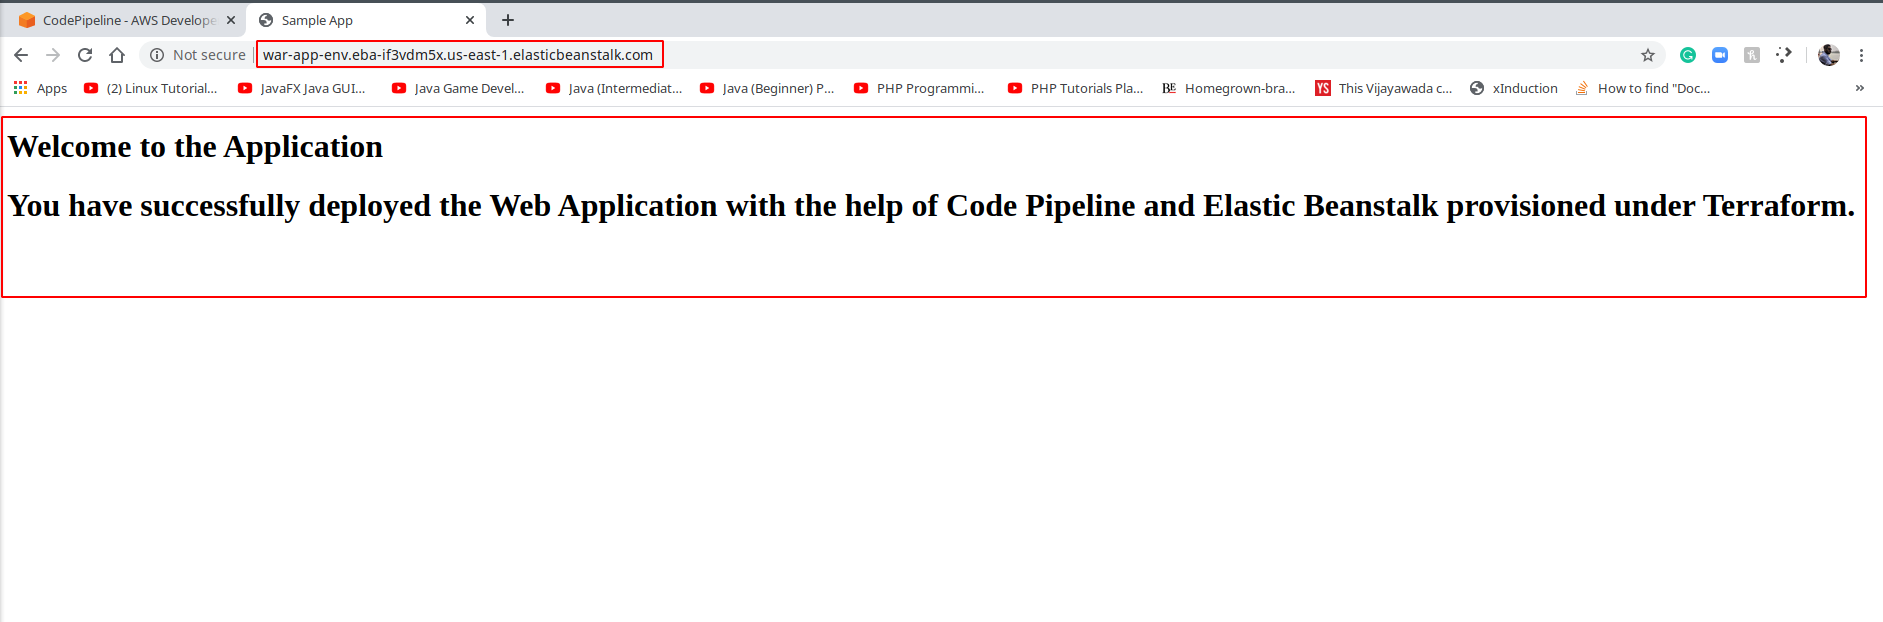 CodePipeline - AWS Develope
Sample App
Not secure war-app-env.eba-if3vdm5x.us-east-1.elasticbeanstalk.com
Apps (2) Linux Tutorial... JavaFX Java GUI... Java Game Devel... Java (Intermediat... Java (Beginner) P... PHP Programmi... PHP Tutorials Pla... BE Homegrown-bra... YS This Vijayawada c... xInduction How to find "Doc... »
Welcome to the Application
You have successfully deployed the Web Application with the help of Code Pipeline and Elastic Beanstalk provisioned under Terraform.